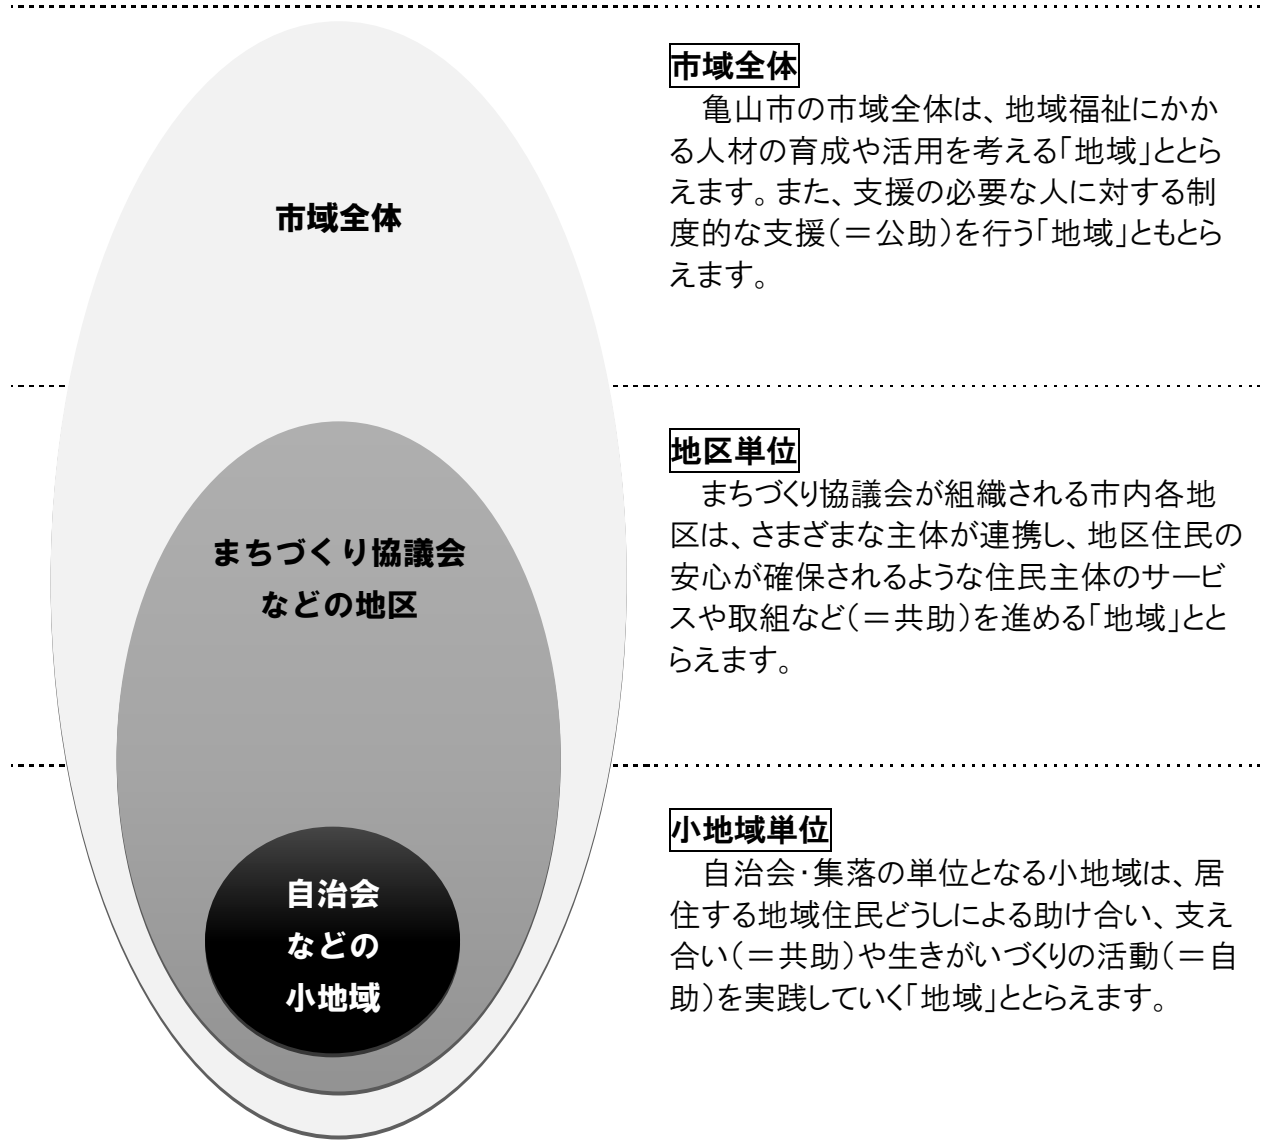 市域全体
まちづくり協議会
などの地区
自治会
などの
小地域
市域全体
亀山市の市域全体は、地域福祉にかか
る人材の育成や活用を考える「地域」ととら
えます。また、支援の必要な人に対する制
度的な支援（＝公助）を行う「地域」ともとら
えます。
地区単位
まちづくり協議会が組織される市内各地
区は、さまざまな主体が連携し、地区住民の
安心が確保されるような住民主体のサービ
スや取組など（＝共助）を進める「地域」とと
らえます。
小地域単位
自治会・集落の単位となる小地域は、居
住する地域住民どうしによる助け合い、支え
合い（＝共助）や生きがいづくりの活動（＝自
助）を実践していく「地域」ととらえます。